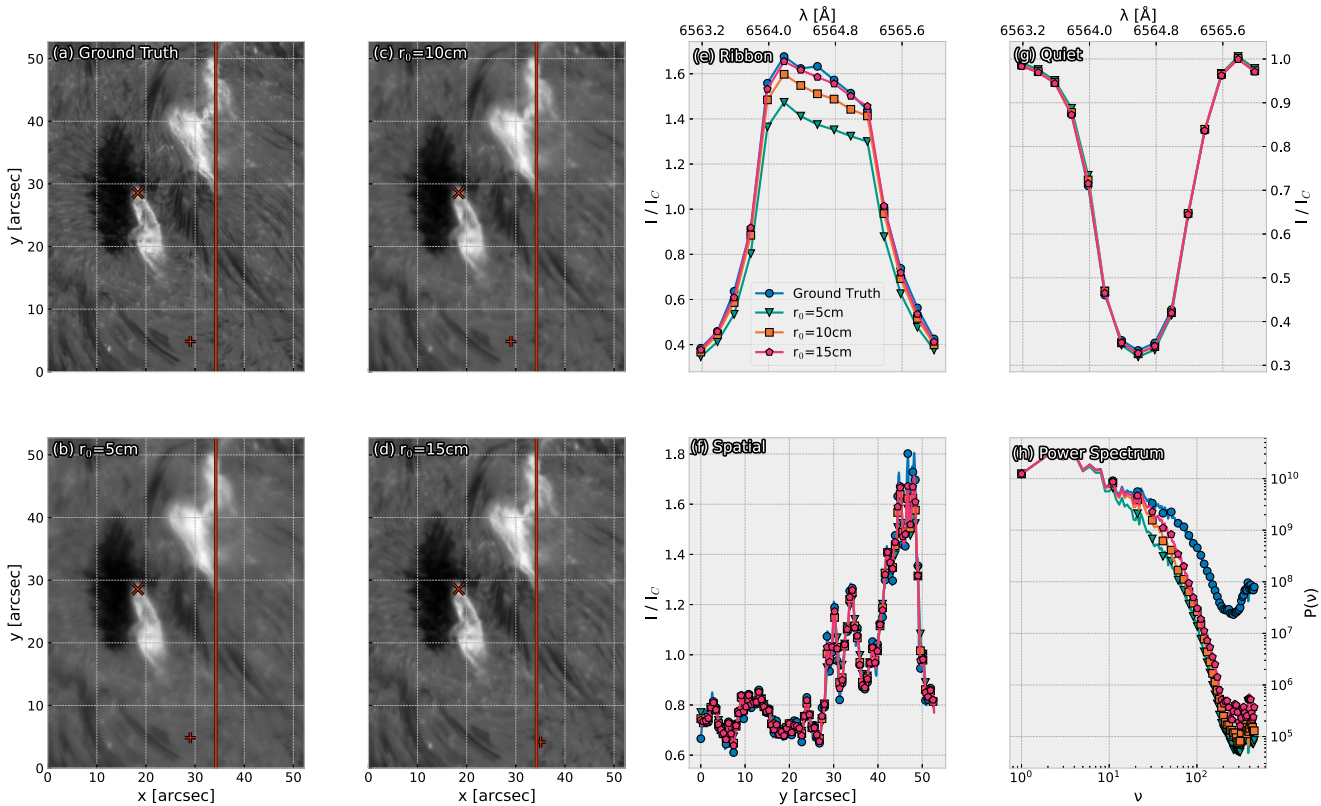 (a) Ground Truth
50
40
30
20
10
0
y [arcsec]
(c) r₀=10cm
λ [Å]
6563.2 6564.0 6564.8 6565.6
(e) Ribbon
1.6
1.4
1.2
1.0
0.8
0.6
0.4
I / I_C
Ground Truth
r₀=5cm
r₀=10cm
r₀=15cm
λ [Å]
6563.2 6564.0 6564.8 6565.6
(g) Quiet
1.0
0.9
0.8
0.7
0.6
0.5
0.4
0.3
I / I_C
(b) r₀=5cm
50
40
30
20
10
0
y [arcsec]
0 10 20 30 40 50
x [arcsec]
(d) r₀=15cm
0 10 20 30 40 50
x [arcsec]
(f) Spatial
1.8
1.6
1.4
1.2
1.0
0.8
0.6
I / I_C
0 10 20 30 40 50
y [arcsec]
(h) Power Spectrum
10¹⁰
10⁹
10⁸
10⁷
10⁶
10⁵
P(ν)
10⁰ 10¹ 10²
ν